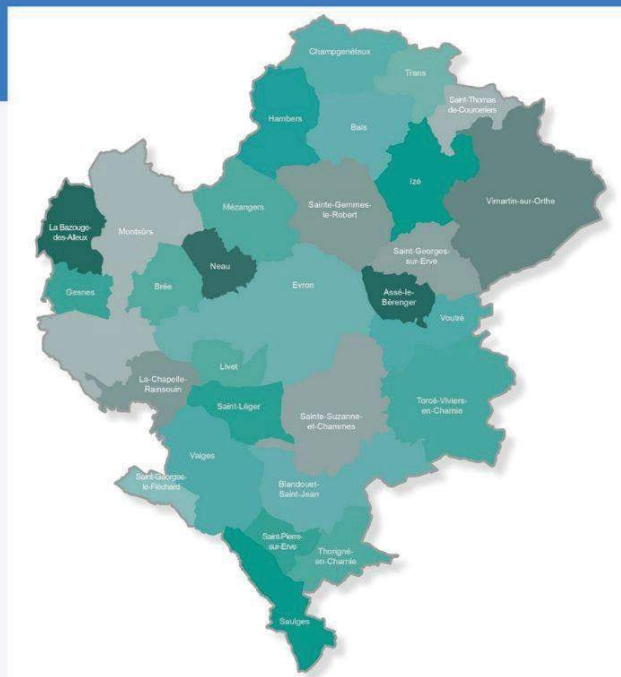 Champgenéteux
Trans
Saint-Thomas
de-Courceriers
Hambers
Bais
Izé
Vimartin-sur-Orthe
Mézangers
Sainte-Gemmes-
le-Robert
La Bazouge-
des-Alleux
Montsûrs
Saint-Georges-
sur-Erve
Neau
Gesnes
Brée
Evron
Assé-le-
Bérenger
Voutré
Livet
La-Chapelle-
Rainsouin
Saint-Léger
Sainte-Suzanne-
et-Chammes
Torcé-Viviers-
en-Charnie
Vaiges
Saint-Georges-
le-Fléchard
Blandouet-
Saint-Jean
Saint-Pierre-
sur-Erve
Thorigné-
en-Charnie
Saulges